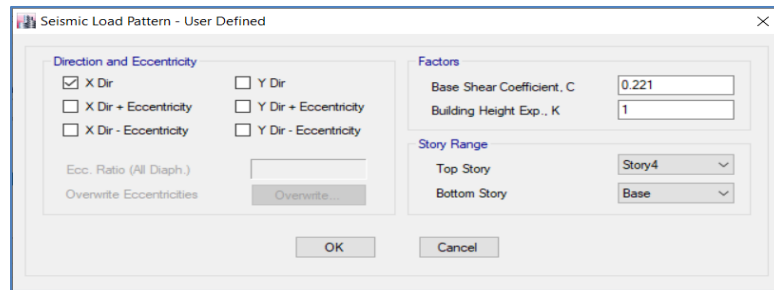 Seismic Load Pattern - User Defined
Direction and Eccentricity
X Dir
Y Dir
X Dir + Eccentricity
Y Dir + Eccentricity
X Dir - Eccentricity
Y Dir - Eccentricity
Ecc. Ratio (All Diaph.)
Overwrite Eccentricities
Overwrite...
Factors
Base Shear Coefficient, C
0.221
Building Height Exp., K
1
Story Range
Top Story
Story4
Bottom Story
Base
OK
Cancel